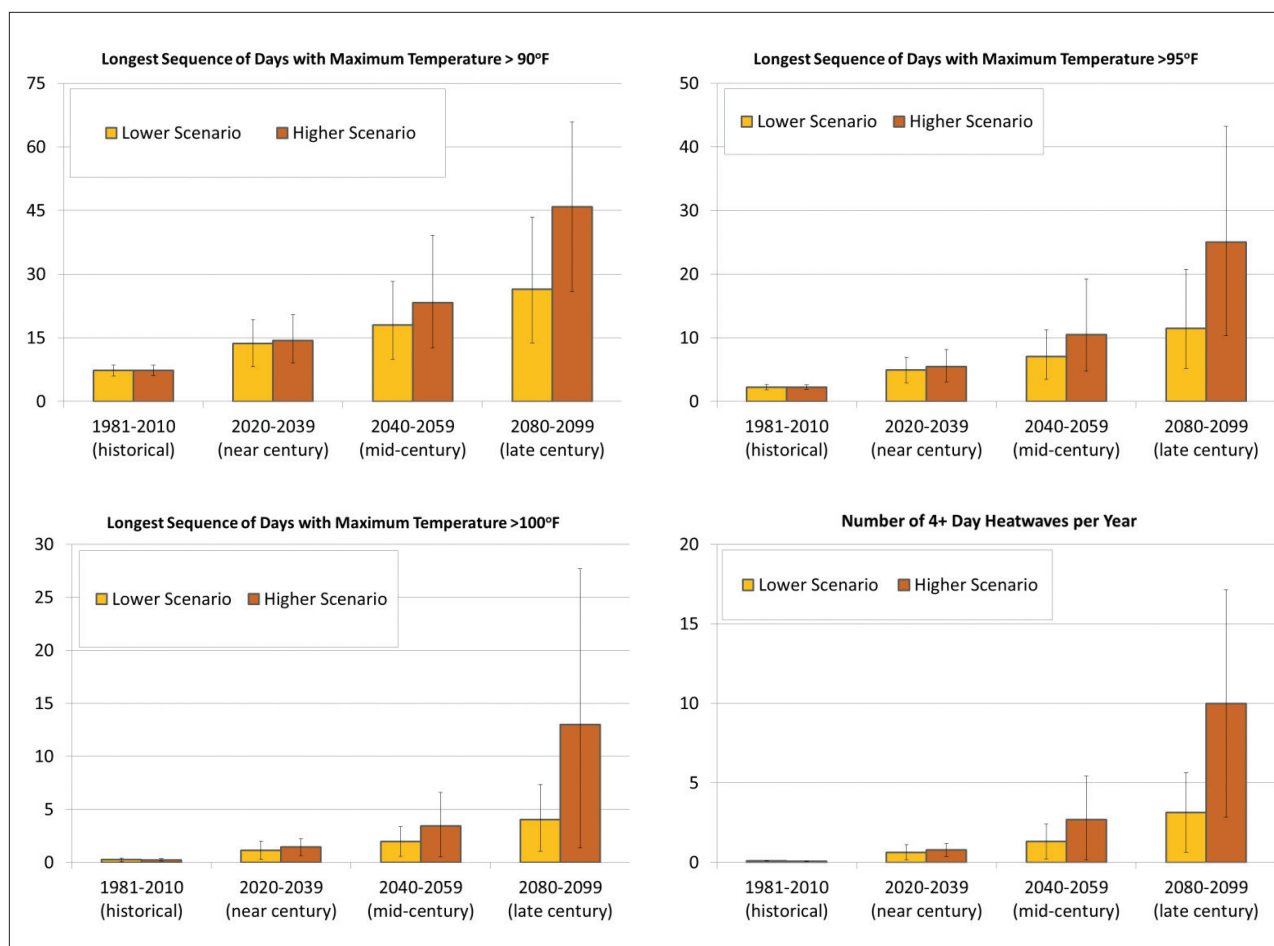 Longest Sequence of Days with Maximum Temperature > 90ºF
75
60
45
30
15
0
Lower Scenario Higher Scenario
1981-2010 2020-2039 2040-2059 2080-2099
(historical) (near century) (mid-century) (late century)
Longest Sequence of Days with Maximum Temperature >95ºF
50
40
30
20
10
0
Lower Scenario Higher Scenario
1981-2010 2020-2039 2040-2059 2080-2099
(historical) (near century) (mid-century) (late century)
Longest Sequence of Days with Maximum Temperature >100ºF
30
25
20
15
10
5
0
Lower Scenario Higher Scenario
1981-2010 2020-2039 2040-2059 2080-2099
(historical) (near century) (mid-century) (late century)
Number of 4+ Day Heatwaves per Year
20
15
10
5
0
Lower Scenario Higher Scenario
1981-2010 2020-2039 2040-2059 2080-2099
(historical) (near century) (mid-century) (late century)